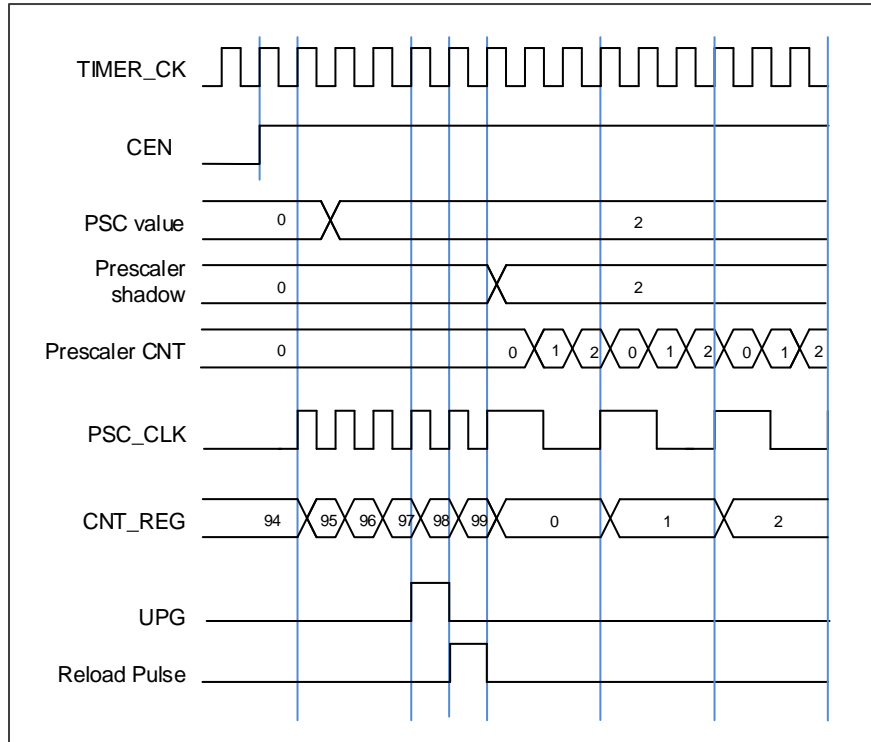 TIMER_CK
CEN
PSC value 0 2
Prescaler
shadow 0 2
Prescaler CNT 0 0 1 2 0 1 2 0 1 2
PSC_CLK
CNT_REG 94 95 96 97 98 99 0 1 2
UPG
Reload Pulse